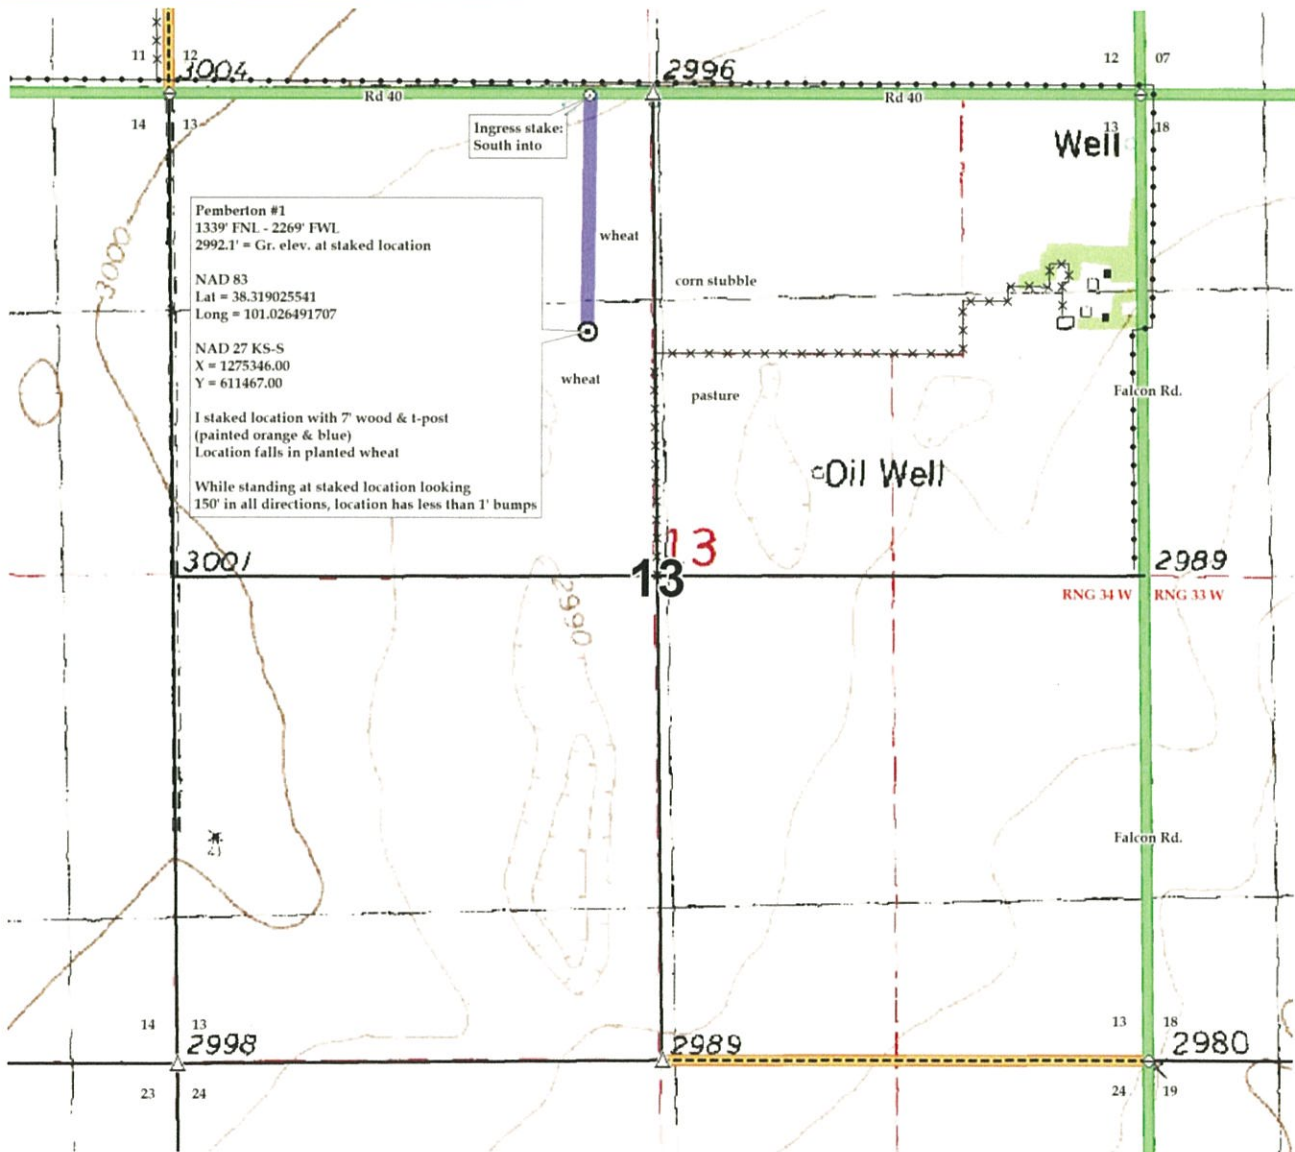 11 12
3004
2996
12 07
Rd 40
Rd 40
14 13
13 18
Ingress stake:
South into
Well
Pemberton #1
1339' FNL - 2269' FWL
2992.1' = Gr. elev. at staked location
NAD 83
Lat = 38.319025541
Long = 101.026491707
NAD 27 KS-S
X = 1275346.00
Y = 611467.00
I staked location with 7' wood & t-post
(painted orange & blue)
Location falls in planted wheat
While standing at staked location looking
150' in all directions, location has less than 1' bumps
3000
wheat
corn stubble
wheat
pasture
Falcon Rd.
Oil Well
13
13
3001
2989
RNG 34 W RNG 33 W
2990
Falcon Rd.
14 13
13 18
2998
2989
2980
23 24
24 19